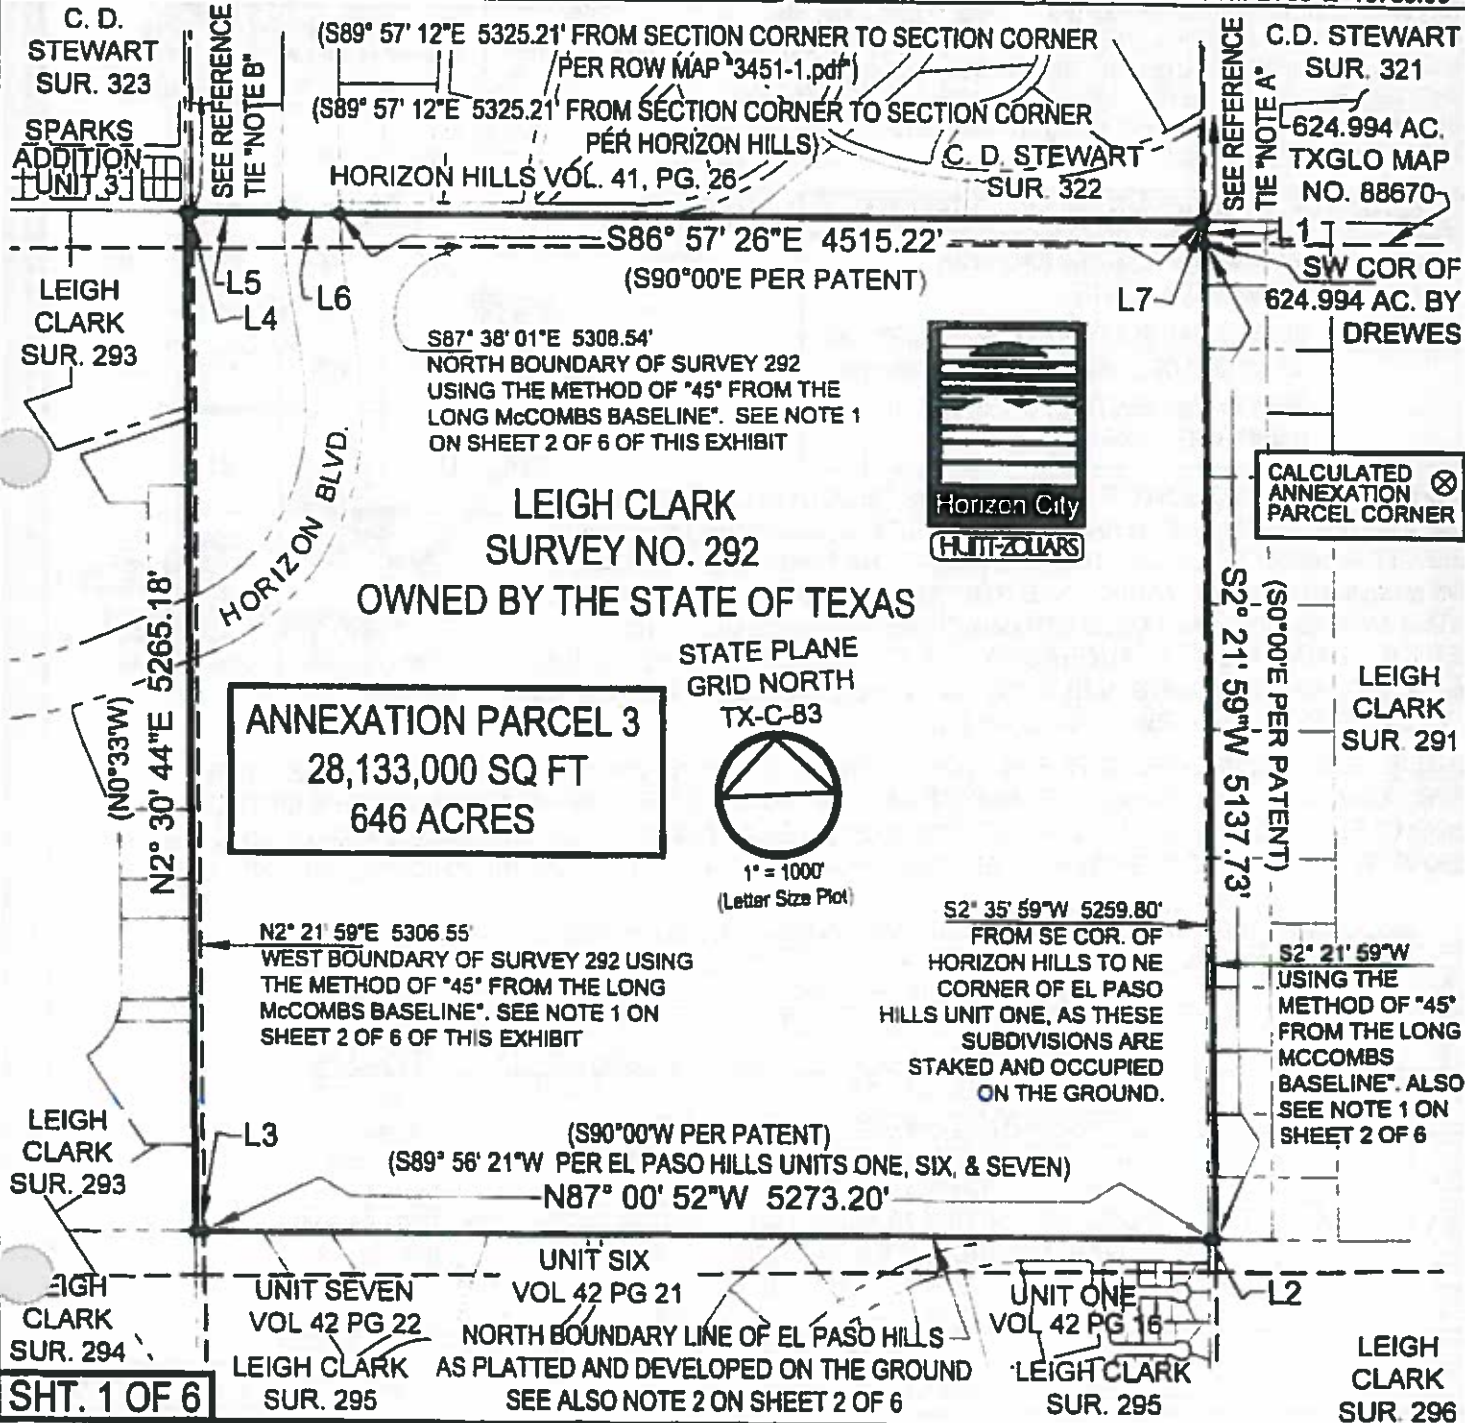 C. D.
STEWART
SUR. 323
SPARKS
ADDITION
UNIT 3
SEE REFERENCE
TIE "NOTE B"
(S89° 57' 12"E 5325.21' FROM SECTION CORNER TO SECTION CORNER
PER ROW MAP "3451-1.pdf")
(S89° 57' 12"E 5325.21' FROM SECTION CORNER TO SECTION CORNER
PER HORIZON HILLS)
HORIZON HILLS VOL. 41, PG. 26
C. D. STEWART
SUR. 322
SEE REFERENCE
TIE "NOTE A"
C.D. STEWART
SUR. 321
624.994 AC.
TXGLO MAP
NO. 88670
L1
S86° 57' 26"E 4515.22'
(S90°00'E PER PATENT)
L5
L4
L6
L7
SW COR OF
624.994 AC. BY
DREWES
LEIGH
CLARK
SUR. 293
S87° 38' 01"E 5308.54'
NORTH BOUNDARY OF SURVEY 292
USING THE METHOD OF "45" FROM THE
LONG McCOMBS BASELINE". SEE NOTE 1
ON SHEET 2 OF 6 OF THIS EXHIBIT
Horizon City
HUITT-ZOLLARS
CALCULATED
ANNEXATION
PARCEL CORNER
HORIZON BLVD.
LEIGH CLARK
SURVEY NO. 292
OWNED BY THE STATE OF TEXAS
STATE PLANE
GRID NORTH
TX-C-83
1" = 1000'
(Letter Size Plot)
ANNEXATION PARCEL 3
28,133,000 SQ FT
646 ACRES
(N0°33'W)
N2° 30' 44"E 5265.18'
S2° 21' 59"W 5137.73'
(S0°00'E PER PATENT)
LEIGH
CLARK
SUR. 291
N2° 21' 59"E 5306.55'
WEST BOUNDARY OF SURVEY 292 USING
THE METHOD OF "45" FROM THE LONG
McCOMBS BASELINE". SEE NOTE 1 ON
SHEET 2 OF 6 OF THIS EXHIBIT
S2° 35' 59"W 5259.80'
FROM SE COR. OF
HORIZON HILLS TO NE
CORNER OF EL PASO
HILLS UNIT ONE, AS THESE
SUBDIVISIONS ARE
STAKED AND OCCUPIED
ON THE GROUND.
S2° 21' 59"W
USING THE
METHOD OF "45"
FROM THE LONG
MCCOMBS
BASELINE". ALSO
SEE NOTE 1 ON
SHEET 2 OF 6
LEIGH
CLARK
SUR. 293
L3
(S90°00'W PER PATENT)
(S89° 56' 21"W PER EL PASO HILLS UNITS ONE, SIX, & SEVEN)
N87° 00' 52"W 5273.20'
L2
LEIGH
CLARK
SUR. 294
UNIT SEVEN
VOL 42 PG 22
UNIT SIX
VOL 42 PG 21
UNIT ONE
VOL 42 PG 16
NORTH BOUNDARY LINE OF EL PASO HILLS
AS PLATTED AND DEVELOPED ON THE GROUND
SEE ALSO NOTE 2 ON SHEET 2 OF 6
LEIGH CLARK
SUR. 295
LEIGH CLARK
SUR. 295
LEIGH
CLARK
SUR. 296
SHT. 1 OF 6